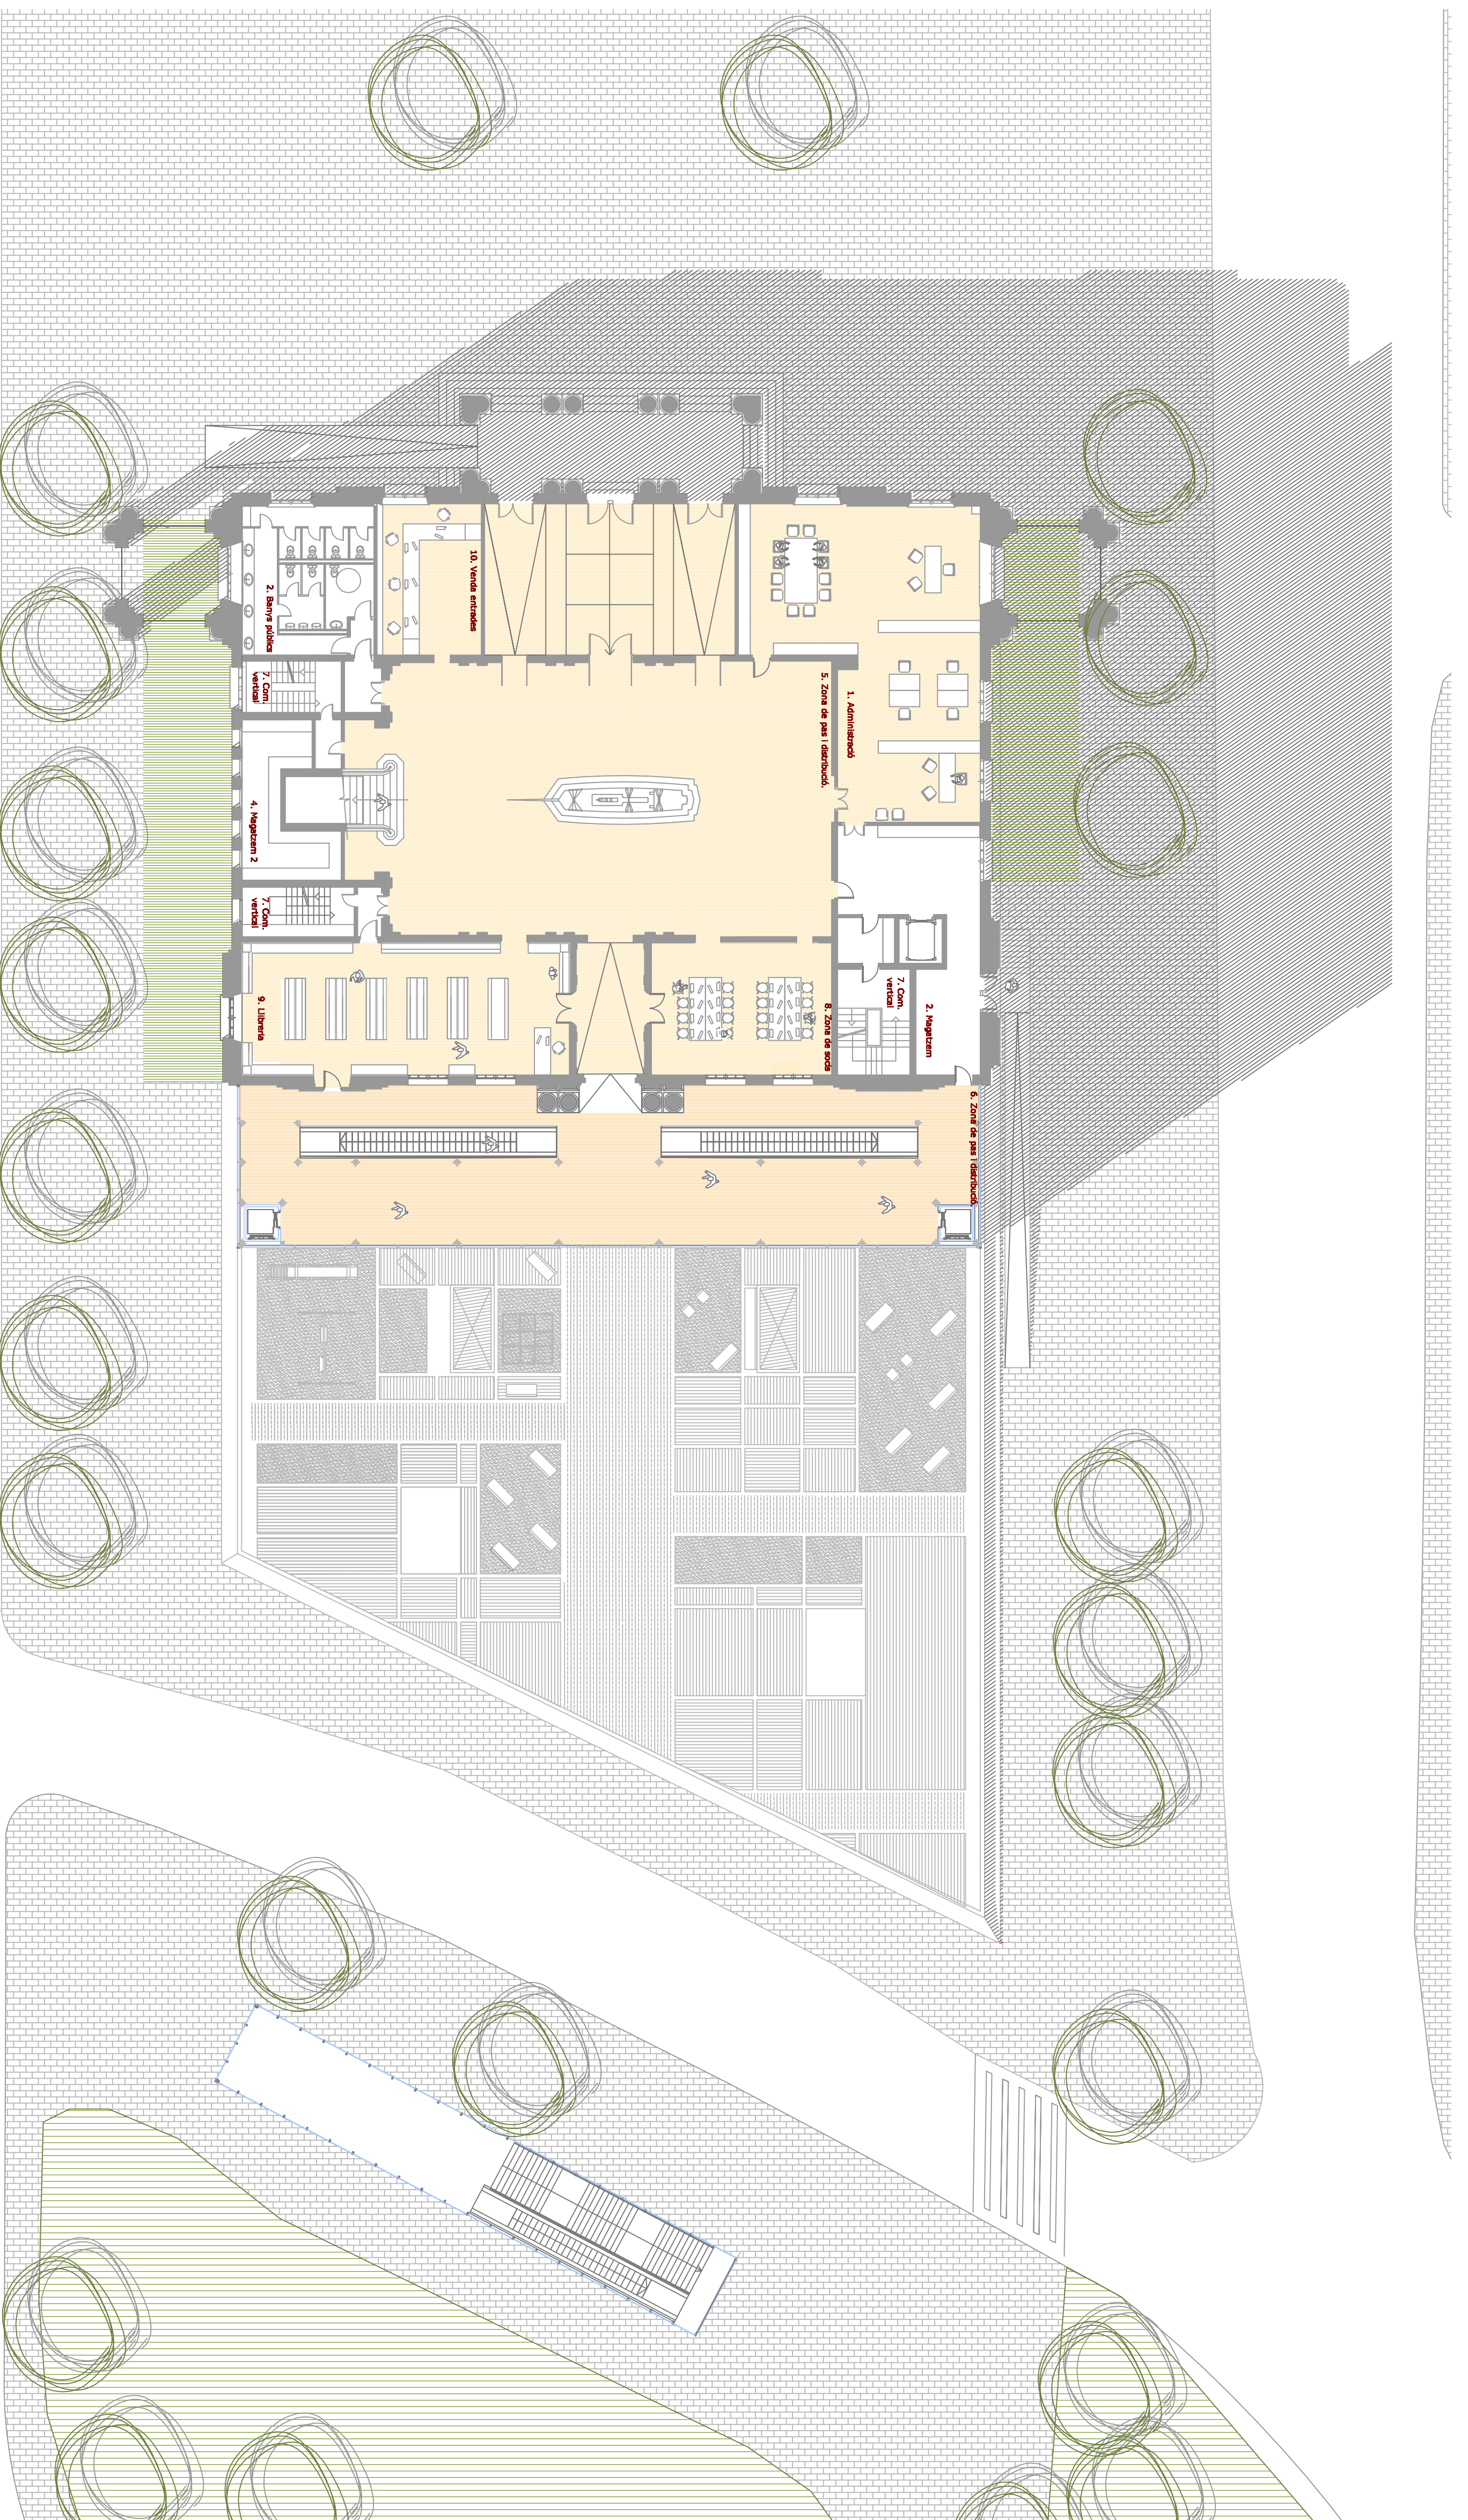 6. Zona de pas i distribució
2. Magatzem
7. Com.
vertical
1. Administració
5. Zona de pas i distribució.
8. Zona de socis
10. Venda entrades
2. Banys públics
7. Com.
vertical
4. Magatzem 2
7. Com.
vertical
9. Llibreria